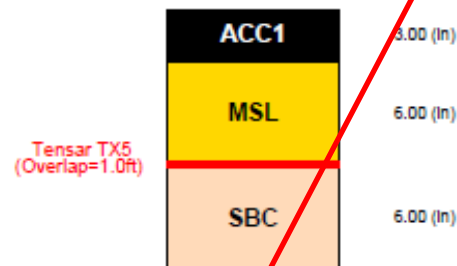 ACC1
3.00 (in)
MSL
6.00 (in)
Tensar TX5
(Overlap=1.0ft)
SBC
6.00 (in)